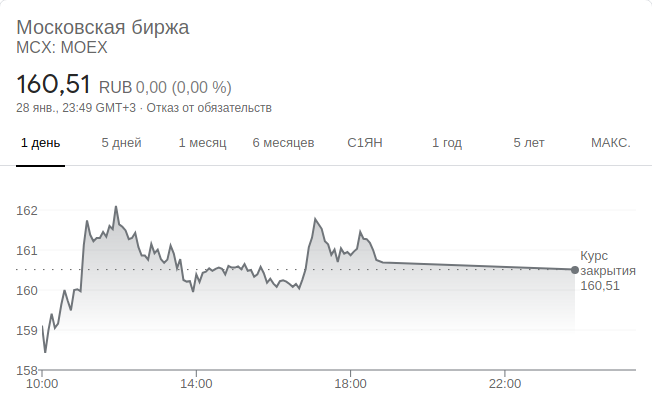 Московская биржа
MCX: MOEX
160,51 RUB 0,00 (0,00 %)
28 янв., 23:49 GMT+3 · Отказ от обязательств
1 день 5 дней 1 месяц 6 месяцев С1ЯН 1 год 5 лет МАКС.
162
161
160
159
158
Курс
закрытия
160,51
10:00 14:00 18:00 22:00